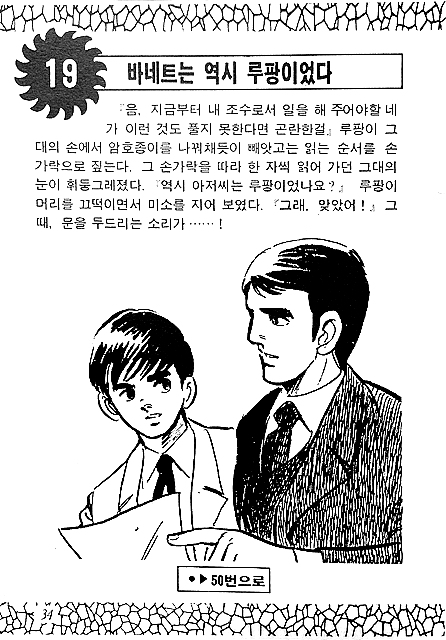 19
바네트는 역시 루팡이었다
『음, 지금부터 내 조수로서 일을 해 주어야할 네
가 이런 것도 풀지 못한다면 곤란한걸』 루팡이 그
대의 손에서 암호종이를 나꿔채듯이 빼앗고는 읽는 순서를 손
가락으로 짚는다. 그 손가락을 따라 한 자씩 읽어 가던 그대의
눈이 휘둥그레졌다. 『역시 아저씨는 루팡이었나요?』 루팡이
머리를 끄떡이면서 미소를 지어 보였다. 『그래, 맞았어!』 그
때, 문을 두드리는 소리가……!
•▶50번으로
34